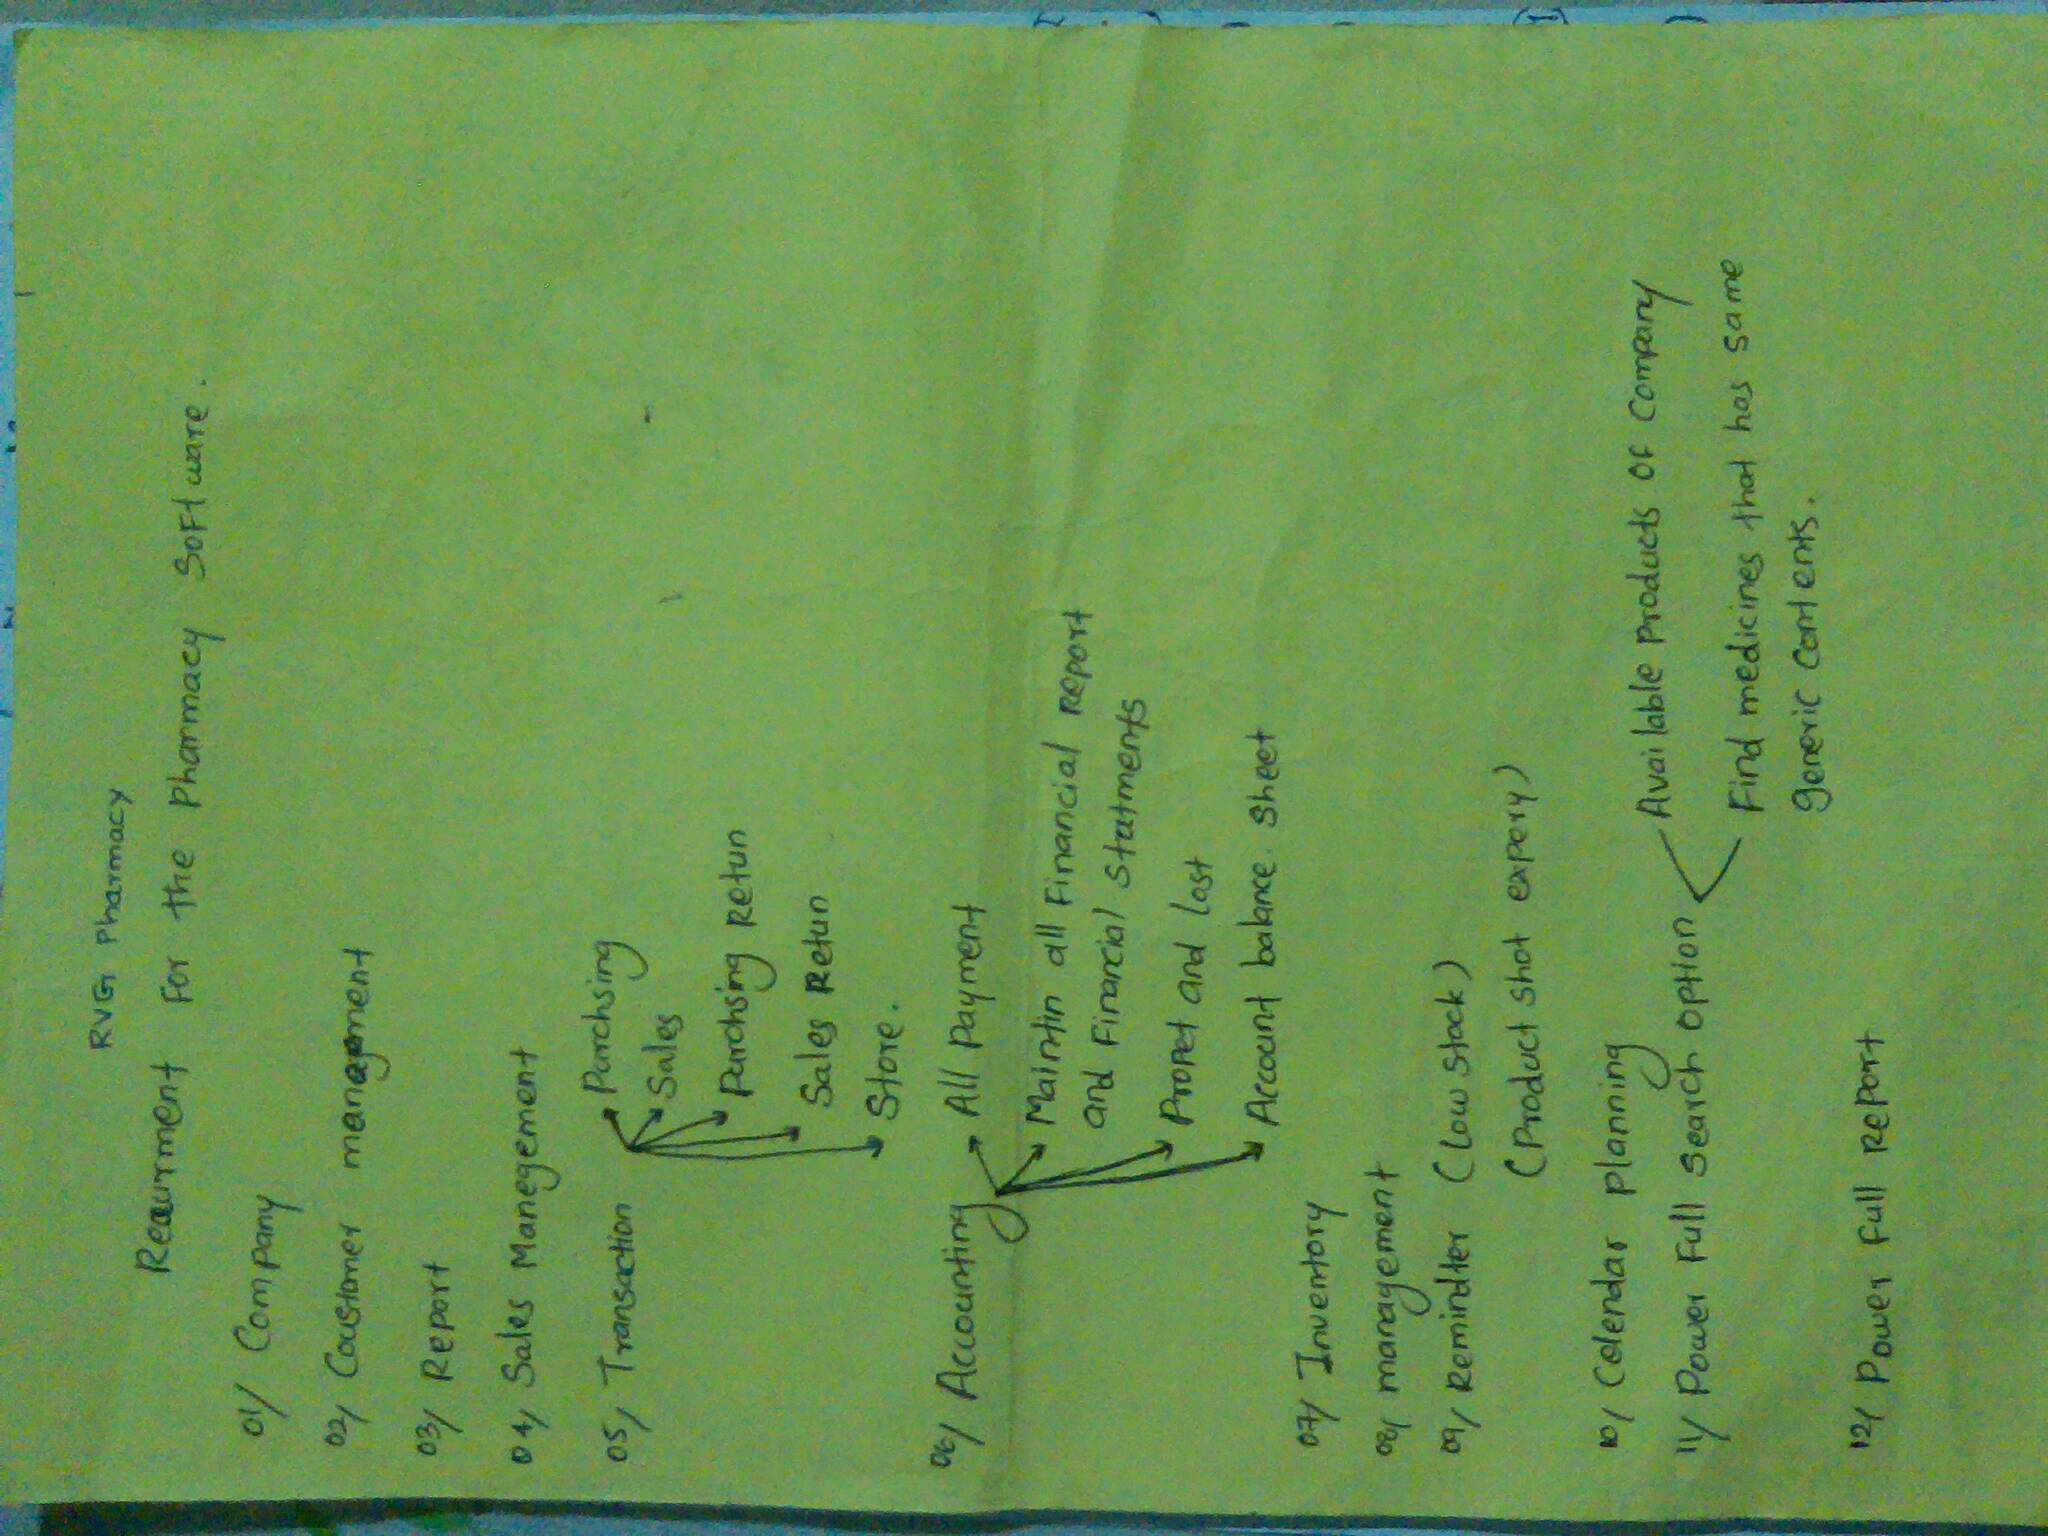 RVG Pharmacy
Requrment For the Pharmacy Software.
01/ Company
02/ Coustomer management
03/ Report
04/ Sales Manegement
05/ Transaction
Purchsing
Sales
Purchsing Retun
Sales Retun
Store.
06/ Accounting
All Payment
Maintin all Financial Report
and Financial Statments
Propet and lost
Account balance. Sheet
07/ Inventory
08/ management
09/ Remindter (Low Stock)
(Product Shot expery)
10/ Celendar planning
11/ Power Full Search Option
Available Products Of Company
Find medicines that has same
generic contents.
12/ Power Full Report